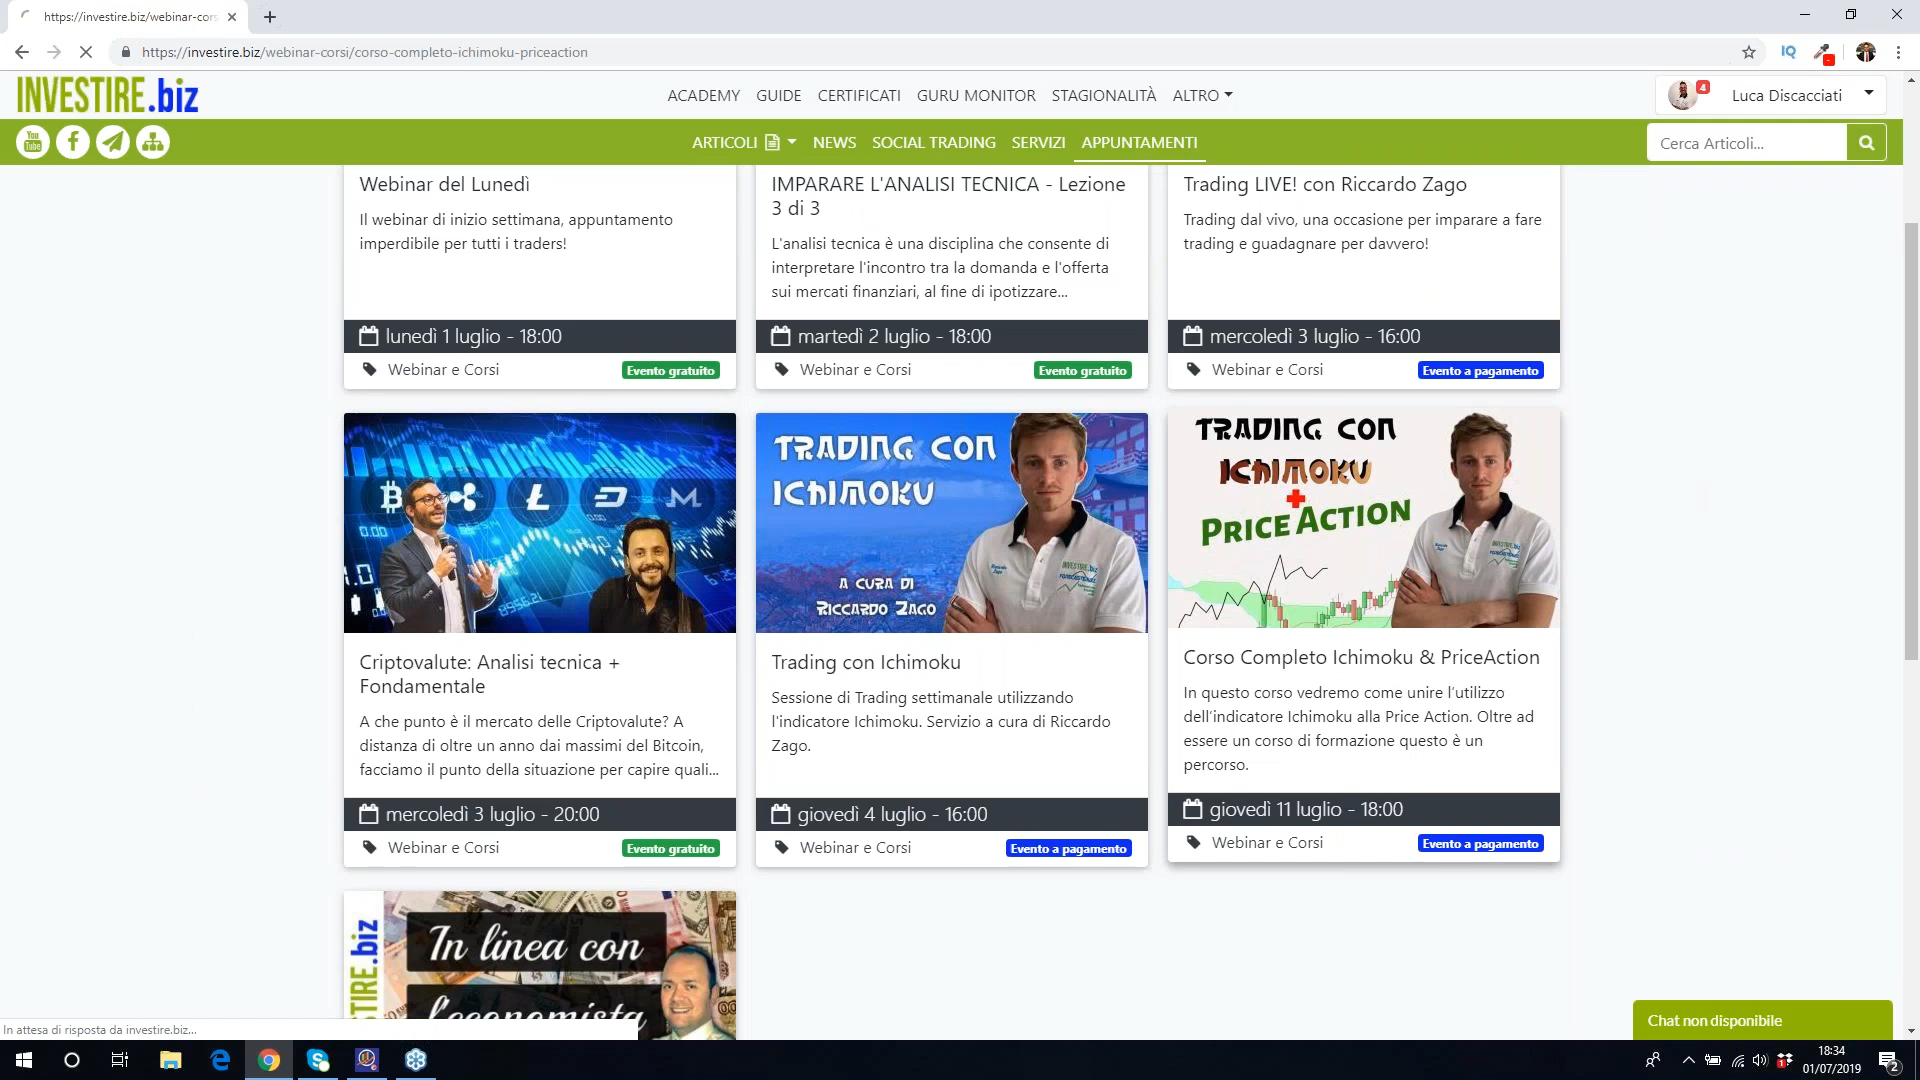 https://investire.biz/webinar-cors
https://investire.biz/webinar-corsi/corso-completo-ichimoku-priceaction
IQ
INVESTIRE.biz
ACADEMY GUIDE CERTIFICATI GURU MONITOR STAGIONALITÀ ALTRO
4
Luca Discacciati
You Tube
ARTICOLI NEWS SOCIAL TRADING SERVIZI APPUNTAMENTI
Cerca Articoli...
Webinar del Lunedì
Il webinar di inizio settimana, appuntamento
imperdibile per tutti i traders!
lunedì 1 luglio - 18:00
Webinar e Corsi
Evento gratuito
IMPARARE L'ANALISI TECNICA - Lezione
3 di 3
L'analisi tecnica è una disciplina che consente di
interpretare l'incontro tra la domanda e l'offerta
sui mercati finanziari, al fine di ipotizzare...
martedì 2 luglio - 18:00
Webinar e Corsi
Evento gratuito
Trading LIVE! con Riccardo Zago
Trading dal vivo, una occasione per imparare a fare
trading e guadagnare per davvero!
mercoledì 3 luglio - 16:00
Webinar e Corsi
Evento a pagamento
Criptovalute: Analisi tecnica +
Fondamentale
A che punto è il mercato delle Criptovalute? A
distanza di oltre un anno dai massimi del Bitcoin,
facciamo il punto della situazione per capire quali...
mercoledì 3 luglio - 20:00
Webinar e Corsi
Evento gratuito
TRADING CON
ICHIMOKU
A CURA DI
RICCARDO ZAGO
Trading con Ichimoku
Sessione di Trading settimanale utilizzando
l'indicatore Ichimoku. Servizio a cura di Riccardo
Zago.
giovedì 4 luglio - 16:00
Webinar e Corsi
Evento a pagamento
TRADING CON
ICHIMOKU
+
PRICE ACTION
Corso Completo Ichimoku & PriceAction
In questo corso vedremo come unire l’utilizzo
dell’indicatore Ichimoku alla Price Action. Oltre ad
essere un corso di formazione questo è un
percorso.
giovedì 11 luglio - 18:00
Webinar e Corsi
Evento a pagamento
In linea con
l'economista
Chat non disponibile
In attesa di risposta da investire.biz...
18:34
01/07/2019
2